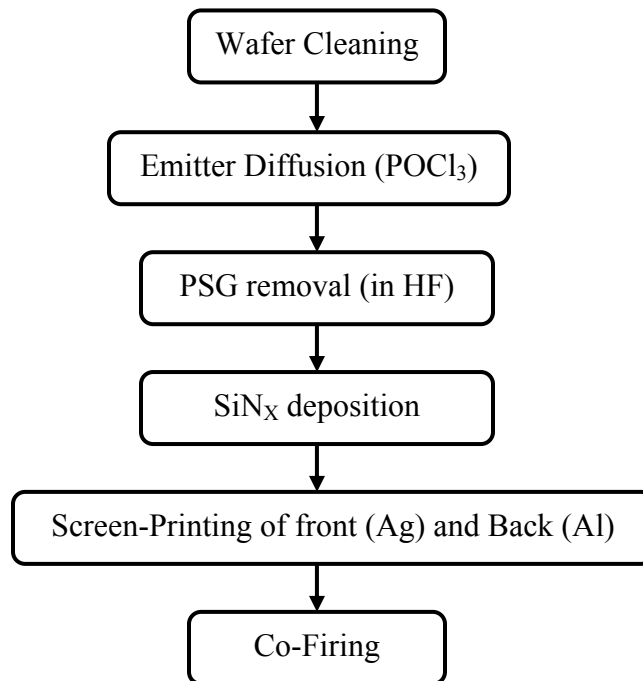 Wafer Cleaning
Emitter Diffusion (POCl₃)
PSG removal (in HF)
SiNₓ deposition
Screen-Printing of front (Ag) and Back (Al)
Co-Firing